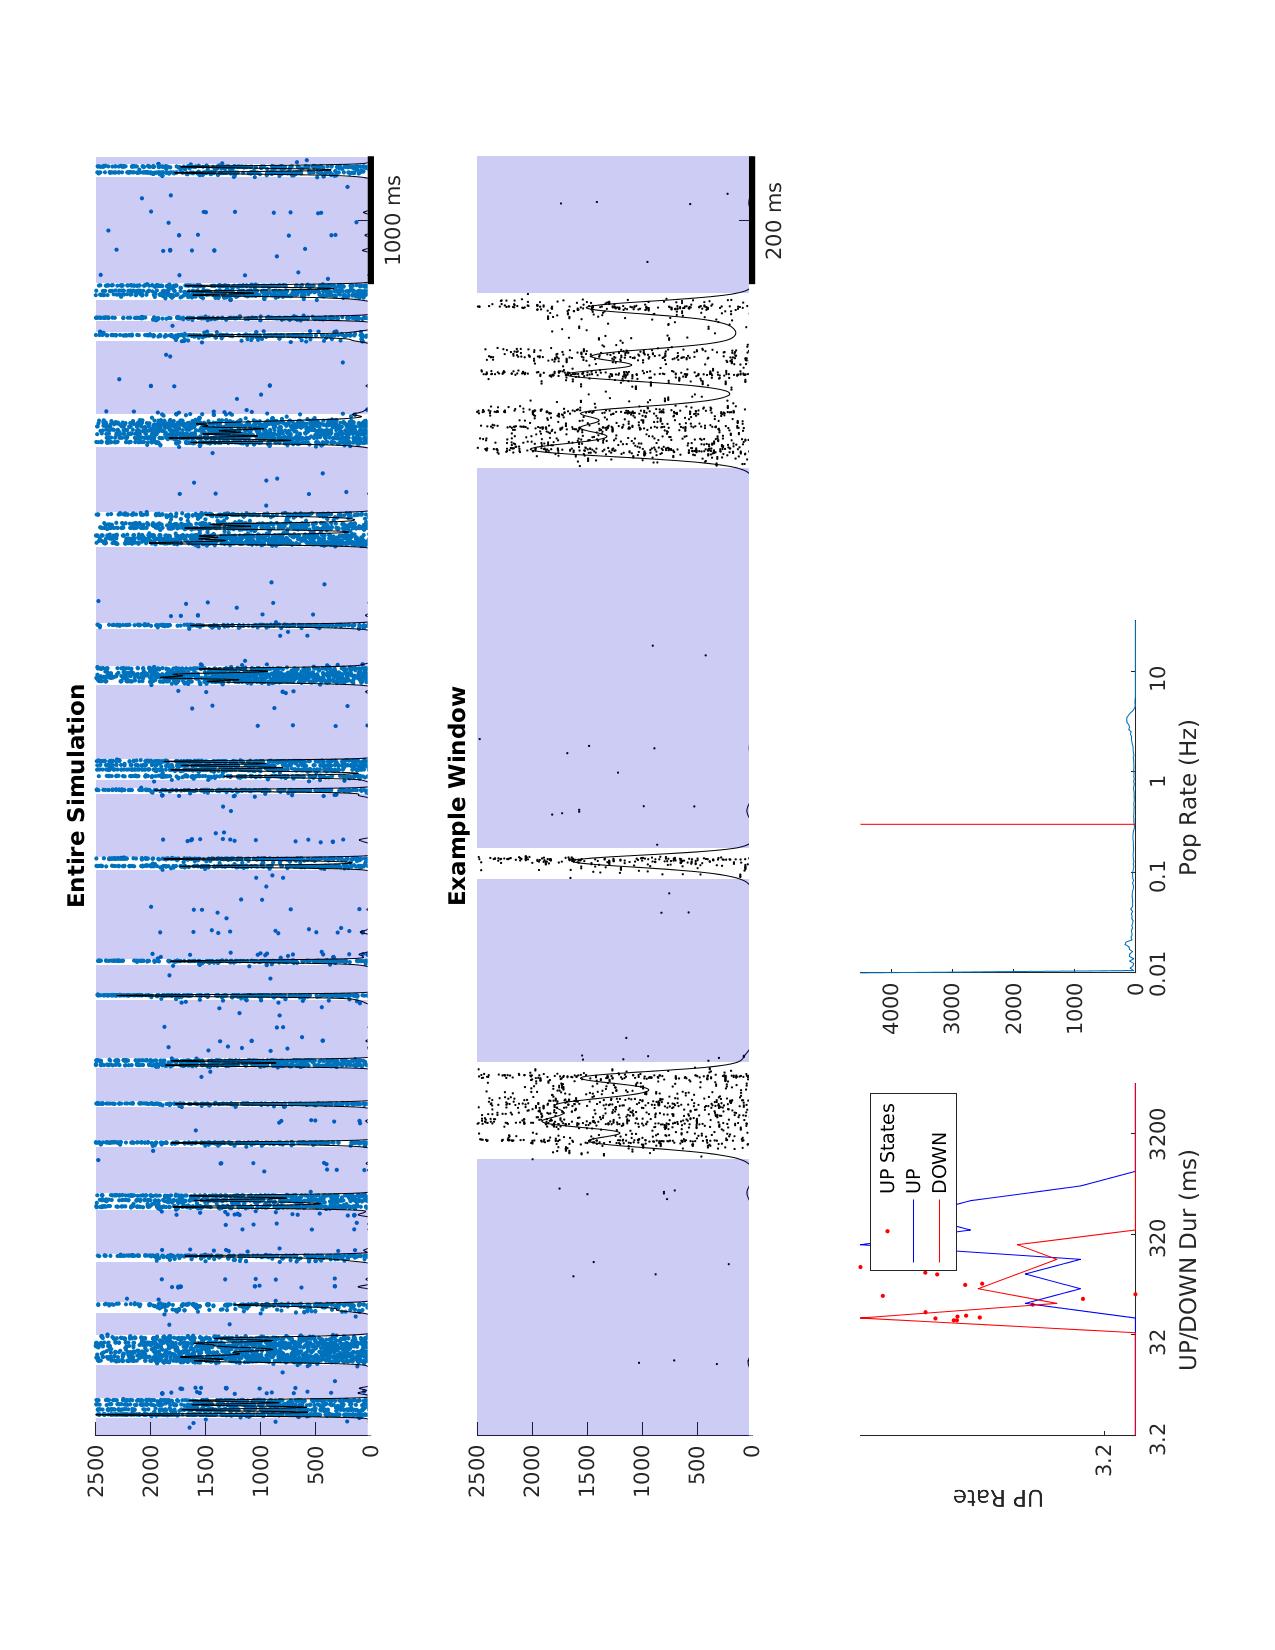 Entire Simulation
2500
2000
1500
1000
500
0
1000 ms
Example Window
2500
2000
1500
1000
500
0
200 ms
UP Rate
3.2
UP States
UP
DOWN
3.2 32 320 3200
UP/DOWN Dur (ms)
4000
3000
2000
1000
0
0.01 0.1 1 10
Pop Rate (Hz)